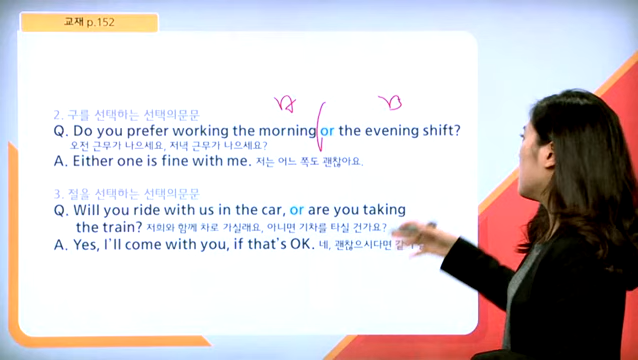 교재 p.152
A
B
2. 구를 선택하는 선택의문문
Q. Do you prefer working the morning or the evening shift?
오전 근무가 나으세요, 저녁 근무가 나으세요?
A. Either one is fine with me. 저는 어느 쪽도 괜찮아요.
3. 절을 선택하는 선택의문문
Q. Will you ride with us in the car, or are you taking
the train? 저희와 함께 차로 가실래요, 아니면 기차를 타실 건가요?
A. Yes, I'll come with you, if that's OK. 네, 괜찮으시다면